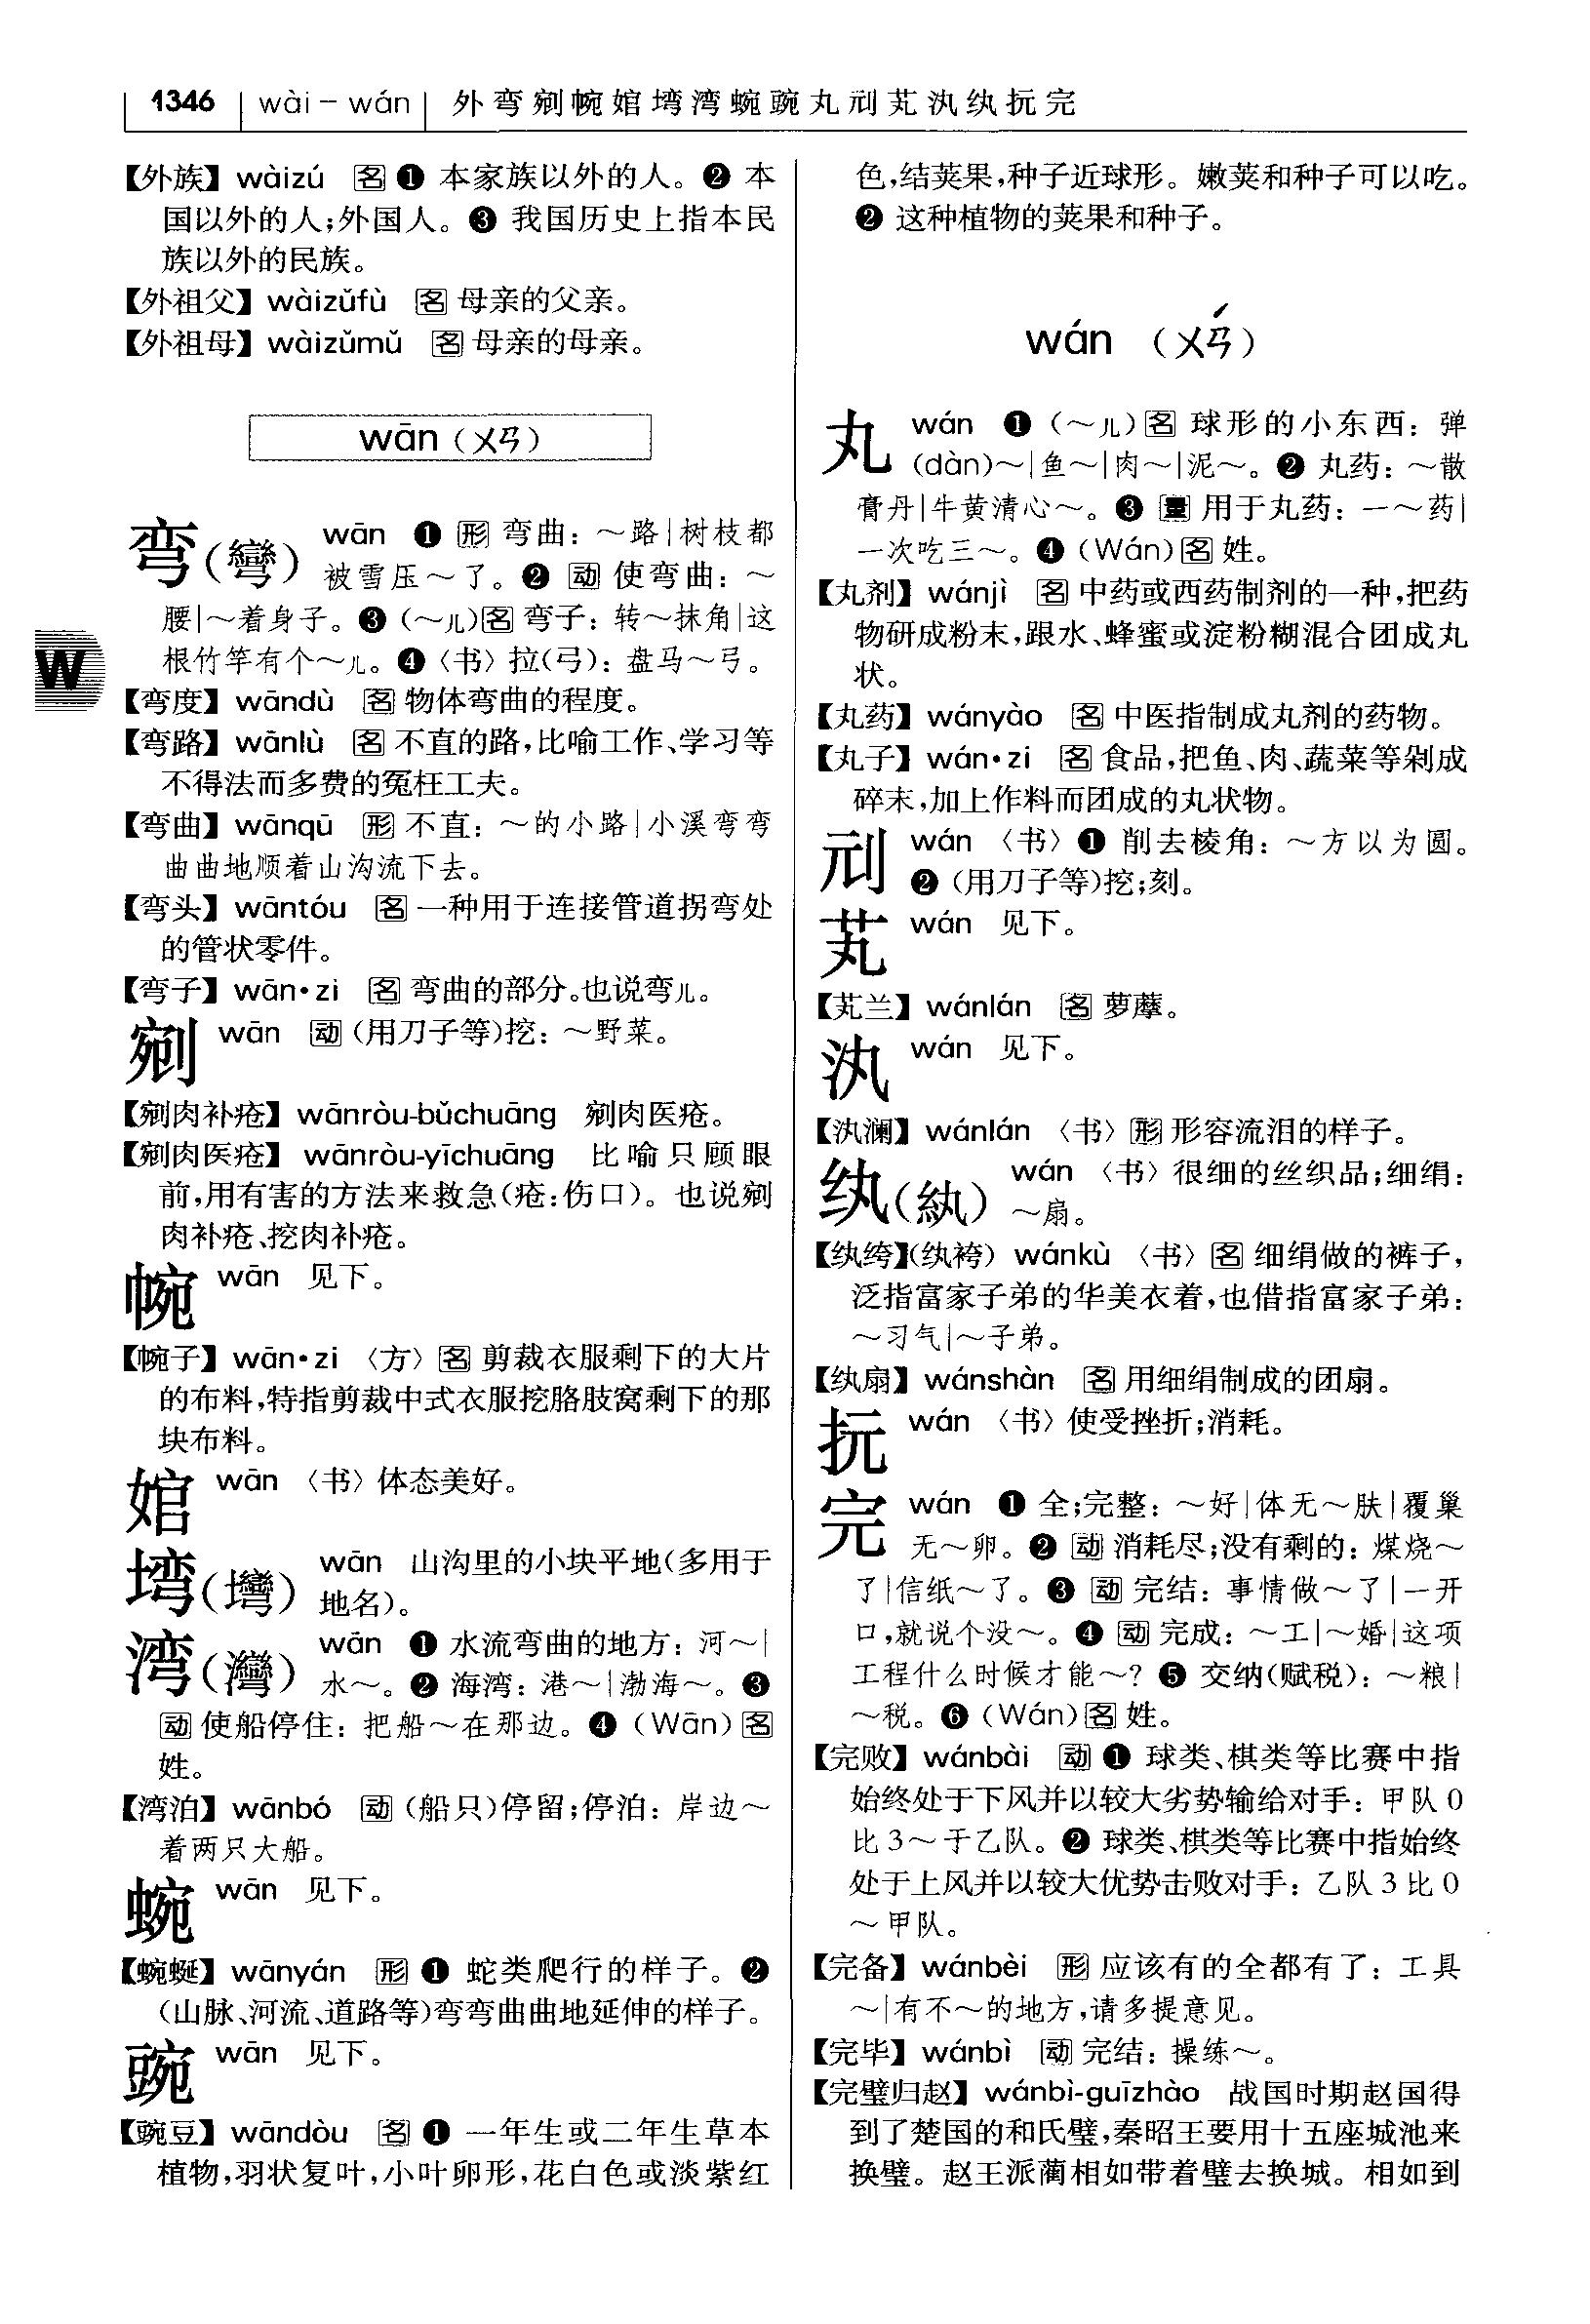 1346 wài – wán 外弯剜帵婠塆湾蜿豌丸刓芄汍纨抏完
【外族】 wàizú 名 ❶ 本家族以外的人。❷ 本
国以外的人;外国人。❸ 我国历史上指本民
族以外的民族。
【外祖父】 wàizǔfù 名 母亲的父亲。
【外祖母】 wàizǔmǔ 名 母亲的母亲。
wān (ㄨㄢ)
弯(彎) wān ❶ 形 弯曲:～路|树枝都
被雪压～了。❷ 动 使弯曲:～
腰|～着身子。❸ (～儿)名 弯子:转～抹角|这
根竹竿有个～儿。❹〈书〉拉(弓):盘马～弓。
【弯度】 wāndù 名 物体弯曲的程度。
【弯路】 wānlù 名 不直的路,比喻工作、学习等
不得法而多费的冤枉工夫。
【弯曲】 wānqū 形 不直:～的小路|小溪弯弯
曲曲地顺着山沟流下去。
【弯头】 wāntóu 名 一种用于连接管道拐弯处
的管状零件。
【弯子】 wān·zi 名 弯曲的部分。也说弯儿。
剜 wān 动 (用刀子等)挖:～野菜。
【剜肉补疮】 wānròu-bǔchuāng 剜肉医疮。
【剜肉医疮】 wānròu-yīchuāng 比喻只顾眼
前,用有害的方法来救急(疮:伤口)。也说剜
肉补疮、挖肉补疮。
帵 wān 见下。
【帵子】 wān·zi 〈方〉名 剪裁衣服剩下的大片
的布料,特指剪裁中式衣服挖胳肢窝剩下的那
块布料。
婠 wān 〈书〉体态美好。
塆(壪) wān 山沟里的小块平地(多用于
地名)。
湾(灣) wān ❶ 水流弯曲的地方:河～|
水～。❷ 海湾:港～|渤海～。❸
动 使船停住:把船～在那边。❹ (Wān)名
姓。
【湾泊】 wānbó 动 (船只)停留;停泊:岸边～
着两只大船。
蜿 wān 见下。
【蜿蜒】 wānyán 形 ❶ 蛇类爬行的样子。❷
(山脉、河流、道路等)弯弯曲曲地延伸的样子。
豌 wān 见下。
【豌豆】 wāndòu 名 ❶ 一年生或二年生草本
植物,羽状复叶,小叶卵形,花白色或淡紫红
W
色,结荚果,种子近球形。嫩荚和种子可以吃。
❷ 这种植物的荚果和种子。
wán (ㄨㄢˊ)
丸 wán ❶ (～儿)名 球形的小东西:弹
(dàn)～|鱼～|肉～|泥～。❷ 丸药:～散
膏丹|牛黄清心～。❸ 量 用于丸药:一～药|
一次吃三～。❹ (Wán)名 姓。
【丸剂】 wánjì 名 中药或西药制剂的一种,把药
物研成粉末,跟水、蜂蜜或淀粉糊混合团成丸
状。
【丸药】 wányào 名 中医指制成丸剂的药物。
【丸子】 wán·zi 名 食品,把鱼、肉、蔬菜等剁成
碎末,加上作料而团成的丸状物。
刓 wán 〈书〉❶ 削去棱角:～方以为圆。
❷ (用刀子等)挖;刻。
芄 wán 见下。
【芄兰】 wánlán 名 萝藦。
汍 wán 见下。
【汍澜】 wánlán 〈书〉形 形容流泪的样子。
纨(紈) wán 〈书〉很细的丝织品;细绢:
～扇。
【纨绔】(纨袴) wánkù 〈书〉名 细绢做的裤子,
泛指富家子弟的华美衣着,也借指富家子弟:
～习气|～子弟。
【纨扇】 wánshàn 名 用细绢制成的团扇。
抏 wán 〈书〉使受挫折;消耗。
完 wán ❶ 全;完整:～好|体无～肤|覆巢
无～卵。❷ 动 消耗尽;没有剩的:煤烧～
了|信纸～了。❸ 动 完结:事情做～了|一开
口,就说个没～。❹ 动 完成:～工|～婚|这项
工程什么时候才能～?❺ 交纳(赋税):～粮|
～税。❻ (Wán)名 姓。
【完败】 wánbài 动 ❶ 球类、棋类等比赛中指
始终处于下风并以较大劣势输给对手:甲队0
比3～于乙队。❷ 球类、棋类等比赛中指始终
处于上风并以较大优势击败对手:乙队3比0
～甲队。
【完备】 wánbèi 形 应该有的全都有了:工具
～|有不～的地方,请多提意见。
【完毕】 wánbì 动 完结:操练～。
【完璧归赵】 wánbì-guīzhào 战国时期赵国得
到了楚国的和氏璧,秦昭王要用十五座城池来
换璧。赵王派蔺相如带着璧去换城。相如到